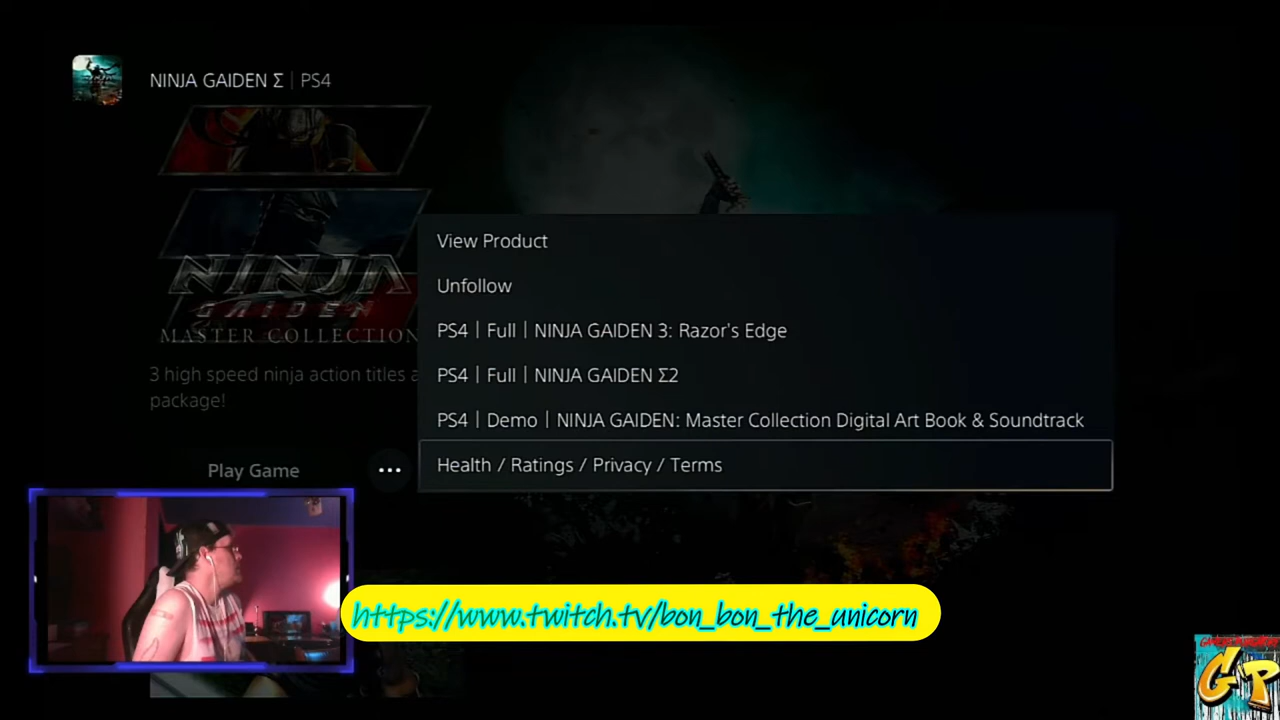 NINJA GAIDEN Σ | PS4
NINJA
GAIDEN
MASTER COLLECTION
3 high speed ninja action titles a
package!
Play Game
•••
View Product
Unfollow
PS4 | Full | NINJA GAIDEN 3: Razor's Edge
PS4 | Full | NINJA GAIDEN Σ2
PS4 | Demo | NINJA GAIDEN: Master Collection Digital Art Book & Soundtrack
Health / Ratings / Privacy / Terms
https://www.twitch.tv/bon_bon_the_unicorn
GP